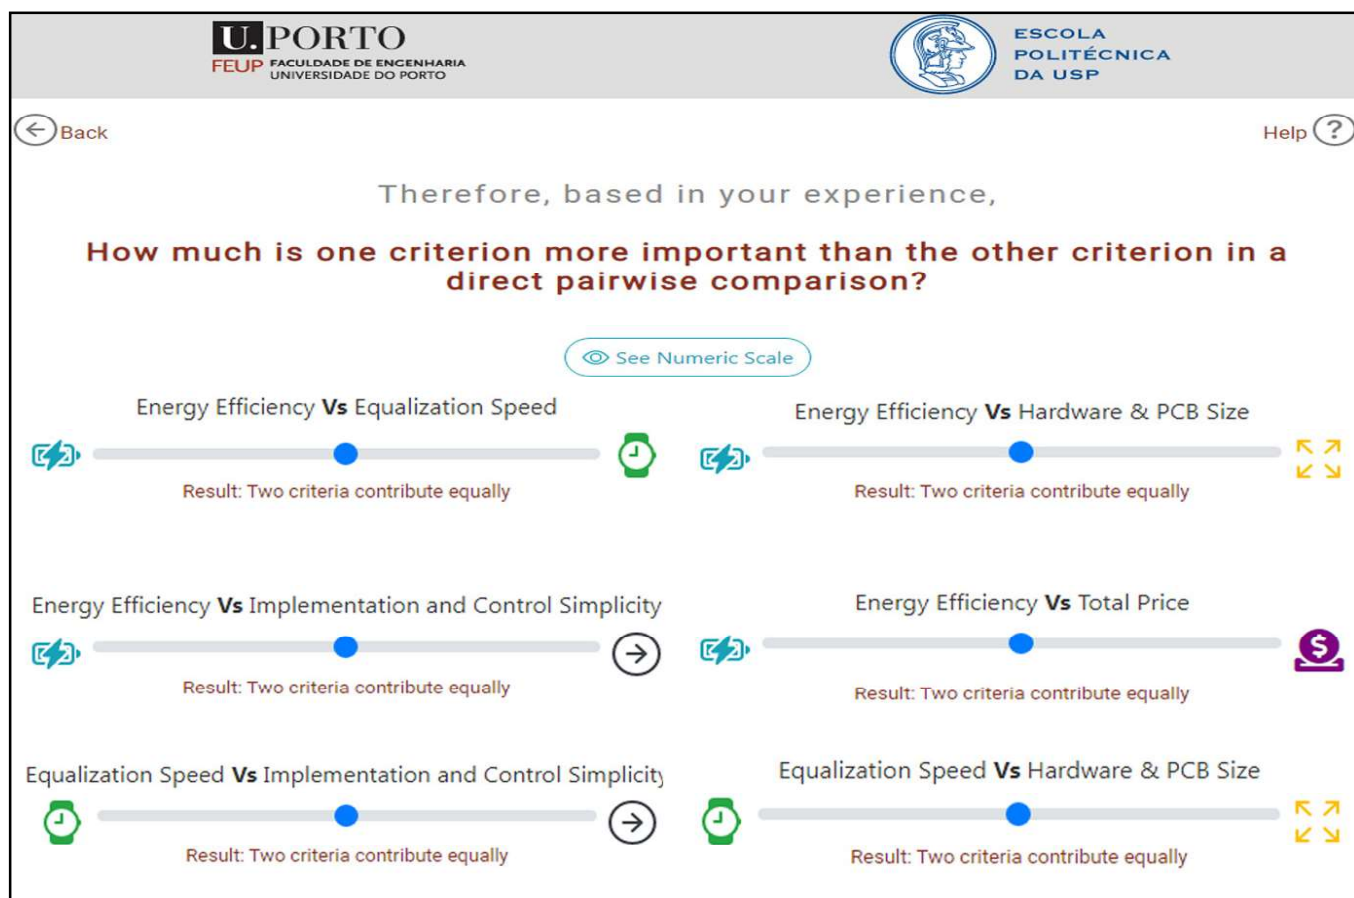 U. PORTO
FEUP FACULDADE DE ENGENHARIA
UNIVERSIDADE DO PORTO
ESCOLA
POLITÉCNICA
DA USP
Back
Help ?
Therefore, based in your experience,
How much is one criterion more important than the other criterion in a
direct pairwise comparison?
See Numeric Scale
Energy Efficiency Vs Equalization Speed
Result: Two criteria contribute equally
Energy Efficiency Vs Hardware & PCB Size
Result: Two criteria contribute equally
Energy Efficiency Vs Implementation and Control Simplicity
Result: Two criteria contribute equally
Energy Efficiency Vs Total Price
$
Result: Two criteria contribute equally
Equalization Speed Vs Implementation and Control Simplicity
Result: Two criteria contribute equally
Equalization Speed Vs Hardware & PCB Size
Result: Two criteria contribute equally